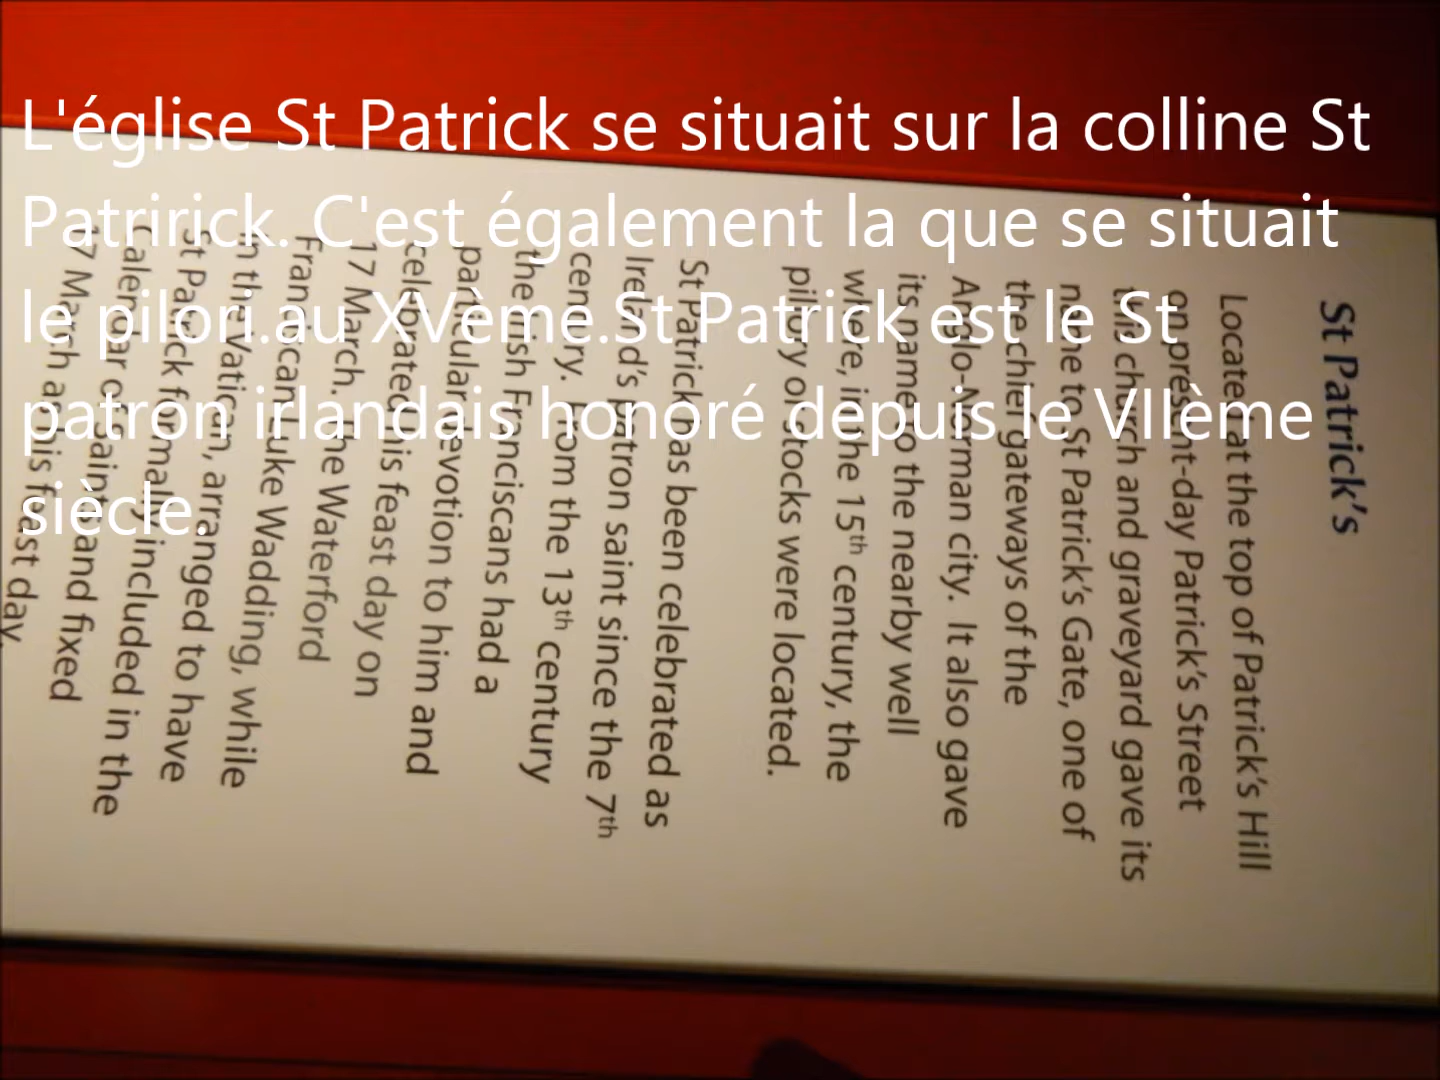 L'église St Patrick se situait sur la colline St
Patririck. C'est également la que se situait
le pilori.au XVème.St Patrick est le St
patron irlandais honoré depuis le VIIème
siècle.
St Patrick's
Located at the top of Patrick's Hill
on present-day Patrick's Street
the church and graveyard gave its
name to St Patrick's Gate, one of
the chief gateways of the
Anglo-Norman city. It also gave
its name to the nearby well
where, in the 15th century, the
pillory or stocks were located.
St Patrick has been celebrated as
Ireland's patron saint since the 7th
century. From the 13th century
the Irish Franciscans had a
particular devotion to him and
celebrated his feast day on
17 March. The Waterford
Franciscan Luke Wadding, while
in the Vatican, arranged to have
St Patrick formally included in the
Calendar of Saints and fixed
17 March as his feast day.